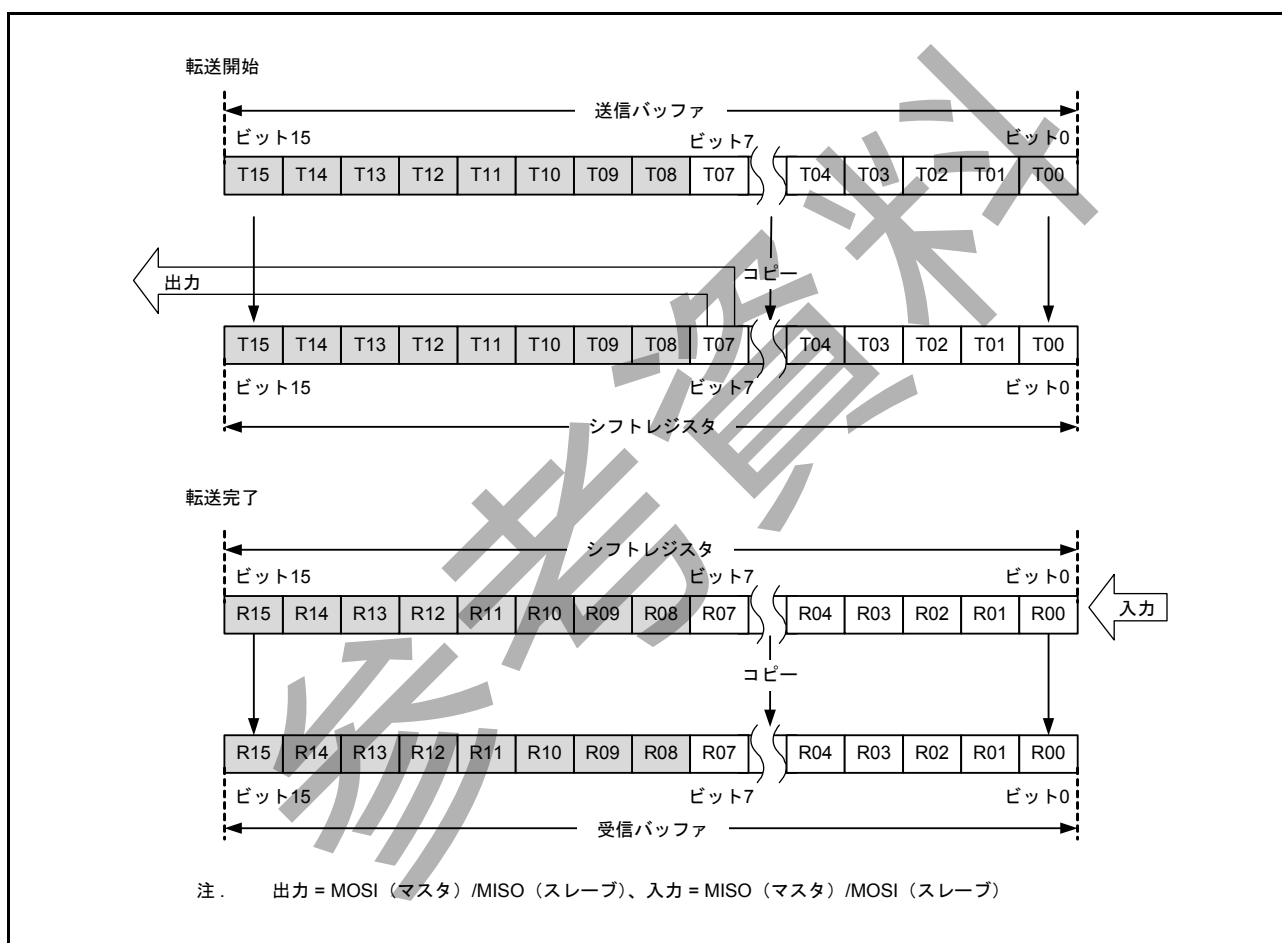 転送開始
送信バッファ
ビット15 ビット7 ビット0
T15 T14 T13 T12 T11 T10 T09 T08 T07 T04 T03 T02 T01 T00
出力 コピー
T15 T14 T13 T12 T11 T10 T09 T08 T07 T04 T03 T02 T01 T00
ビット15 ビット7 ビット0
シフトレジスタ
転送完了
シフトレジスタ
ビット15 ビット7 ビット0
R15 R14 R13 R12 R11 R10 R09 R08 R07 R04 R03 R02 R01 R00 入力
コピー
R15 R14 R13 R12 R11 R10 R09 R08 R07 R04 R03 R02 R01 R00
ビット15 ビット7 ビット0
受信バッファ
注． 出力 = MOSI（マスタ）/MISO（スレーブ）、入力 = MISO（マスタ）/MOSI（スレーブ）
参考資料